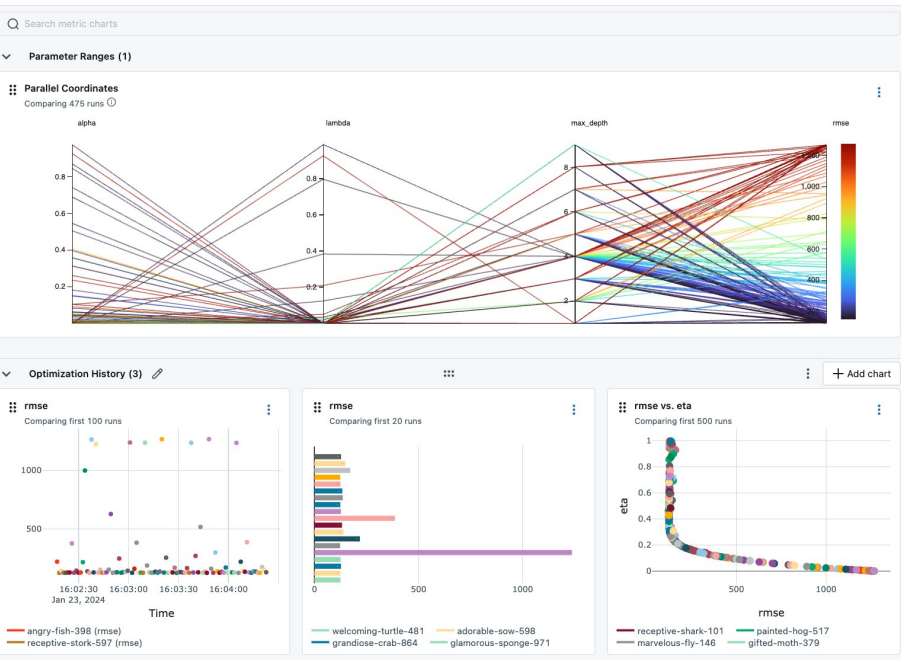 Search metric charts
Parameter Ranges (1)
Parallel Coordinates
Comparing 475 runs
alpha lambda max_depth rmse
0.8
0.6
0.4
0.2
0.8
0.6
0.4
0.2
8
6
4
2
1,200
1,000
800
600
400
Optimization History (3)
+ Add chart
rmse
Comparing first 100 runs
1000
500
16:02:30 16:03:00 16:03:30 16:04:00
Jan 23, 2024
Time
angry-fish-398 (rmse)
receptive-stork-597 (rmse)
rmse
Comparing first 20 runs
0 500 1000
welcoming-turtle-481 adorable-sow-598
grandiose-crab-864 glamorous-sponge-971
rmse vs. eta
Comparing first 500 runs
1
0.8
0.6
0.4
0.2
0
eta
500 1000
rmse
receptive-shark-101 painted-hog-517
marvelous-fly-146 gifted-moth-379